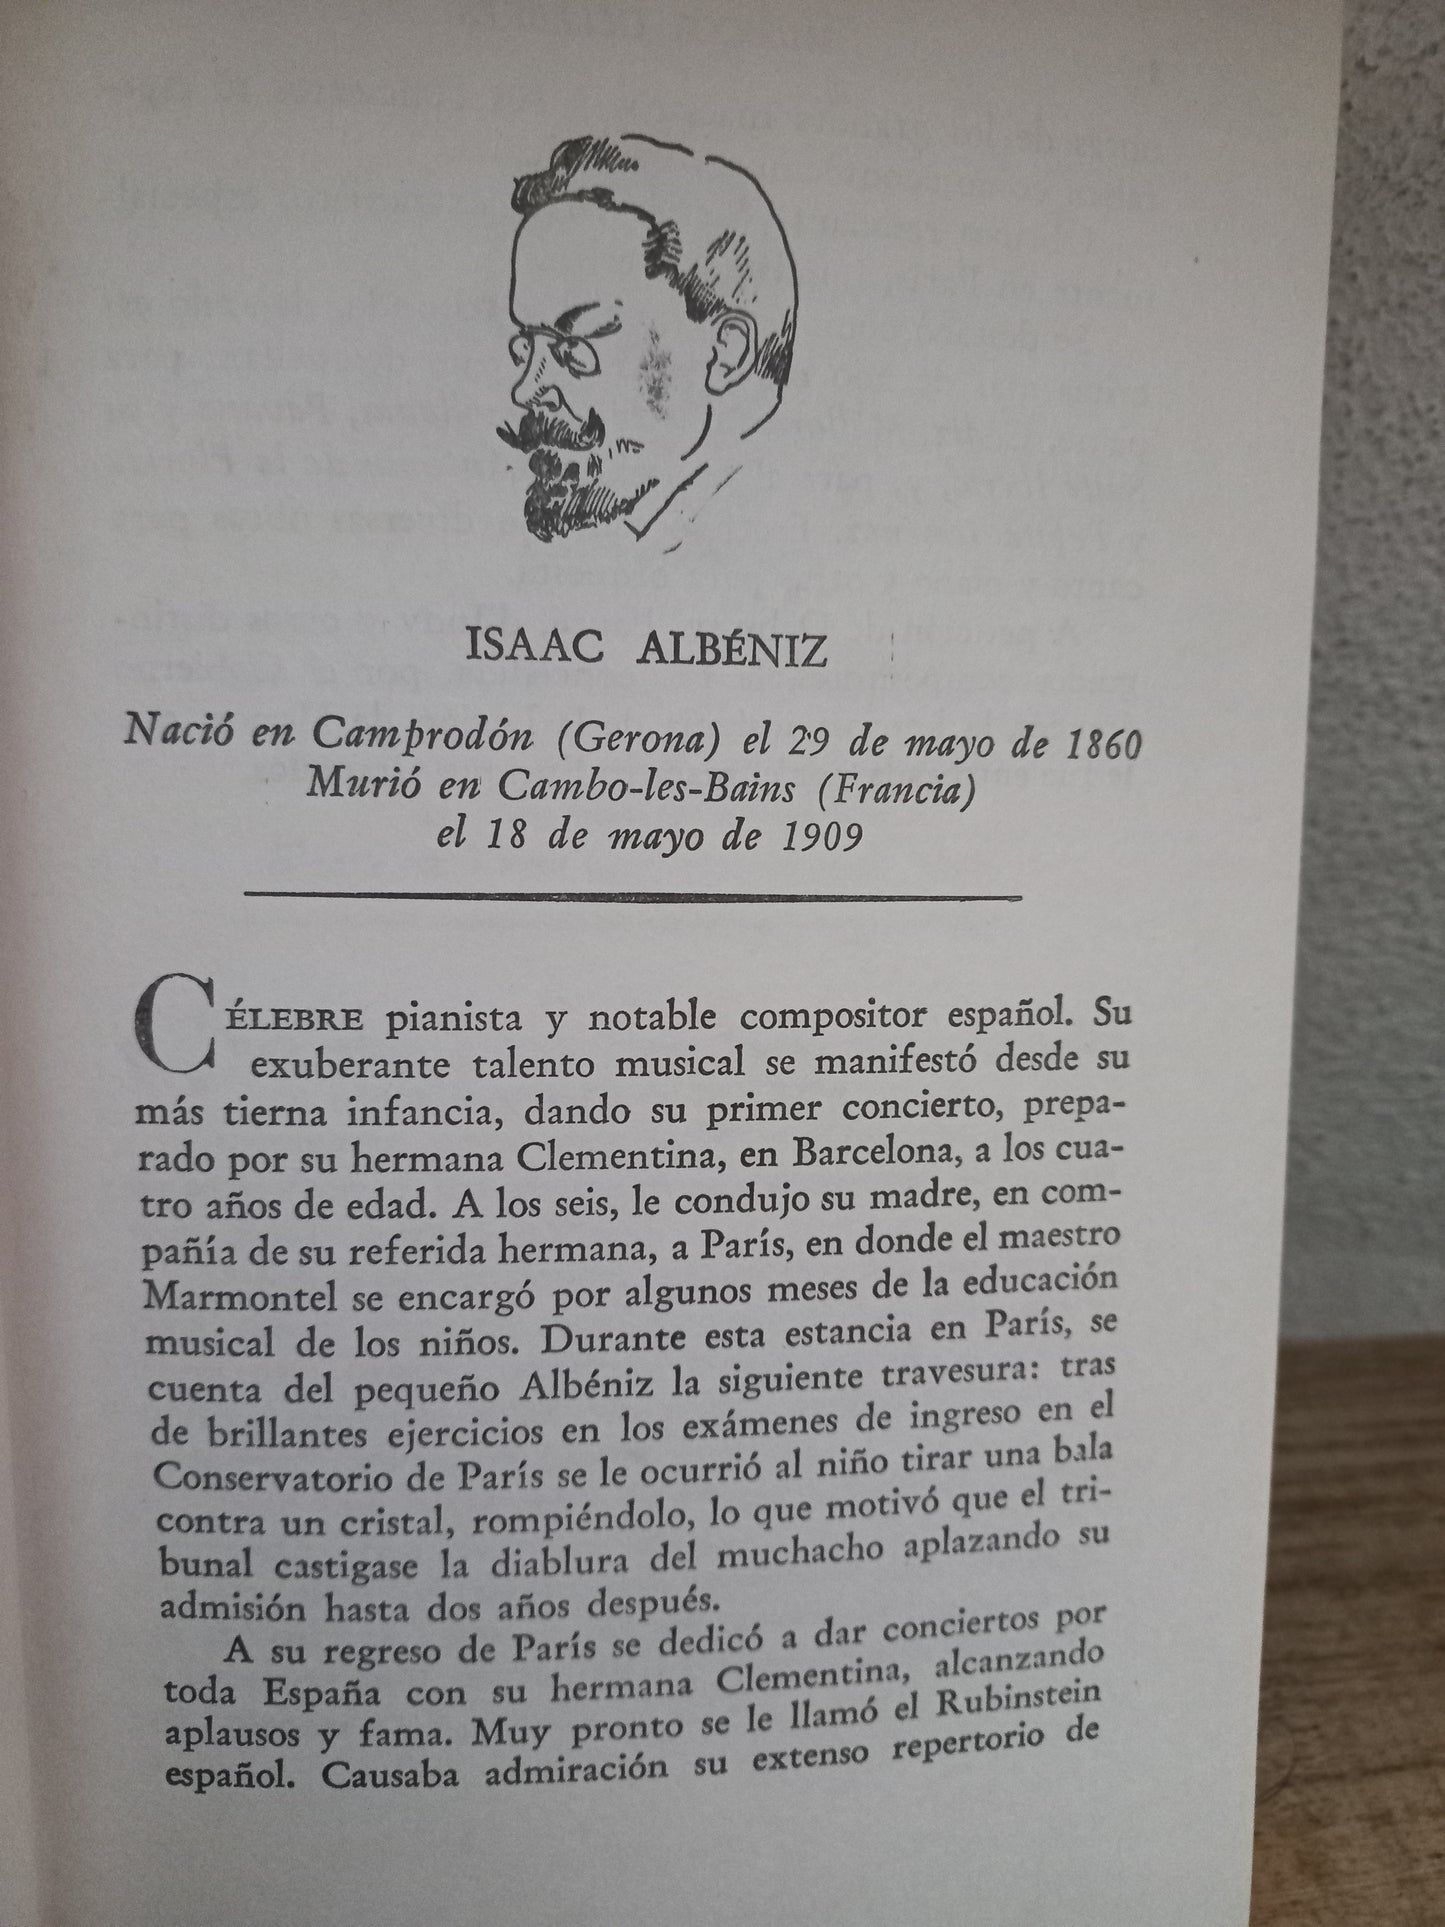 ISAAC ALBÉNIZ
Nació en Camprodón (Gerona) el 29 de mayo de 1860
Murió en Cambo-les-Bains (Francia)
el 18 de mayo de 1909
CÉLEBRE pianista y notable compositor español. Su
exuberante talento musical se manifestó desde su
más tierna infancia, dando su primer concierto, prepa-
rado por su hermana Clementina, en Barcelona, a los cua-
tro años de edad. A los seis, le condujo su madre, en com-
pañía de su referida hermana, a París, en donde el maestro
Marmontel se encargó por algunos meses de la educación
musical de los niños. Durante esta estancia en París, se
cuenta del pequeño Albéniz la siguiente travesura: tras
de brillantes ejercicios en los exámenes de ingreso en el
Conservatorio de París se le ocurrió al niño tirar una bala
contra un cristal, rompiéndolo, lo que motivó que el tri-
bunal castigase la diablura del muchacho aplazando su
admisión hasta dos años después.
A su regreso de París se dedicó a dar conciertos por
toda España con su hermana Clementina, alcanzando
aplausos y fama. Muy pronto se le llamó el Rubinstein
español. Causaba admiración su extenso repertorio de